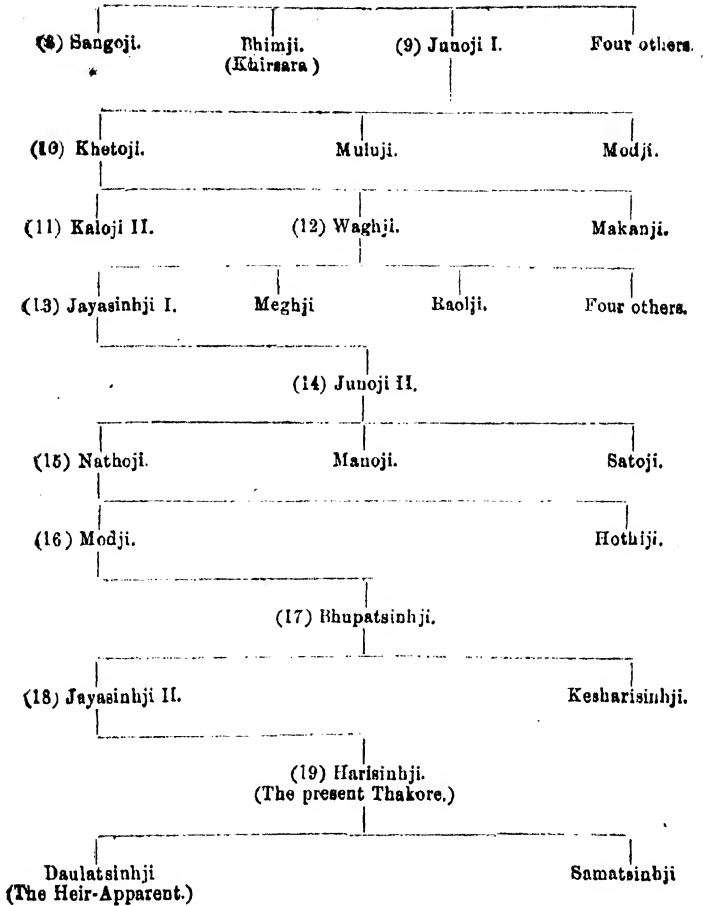 (8) Sangoji. Bhimji. (9) Junoji I. Four others.
(Khirsara)
(10) Khetoji. Muluji. Modji.
(11) Kaloji II. (12) Waghji. Makanji.
(13) Jayasinhji I. Meghji Raolji. Four others.
(14) Junoji II.
(15) Nathoji. Manoji. Satoji.
(16) Modji. Hothiji.
(17) Bhupatsinhji.
(18) Jayasinhji II. Kesharisinhji.
(19) Harisinhji.
(The present Thakore.)
Daulatsinhji Samatsinhji
(The Heir-Apparent.)